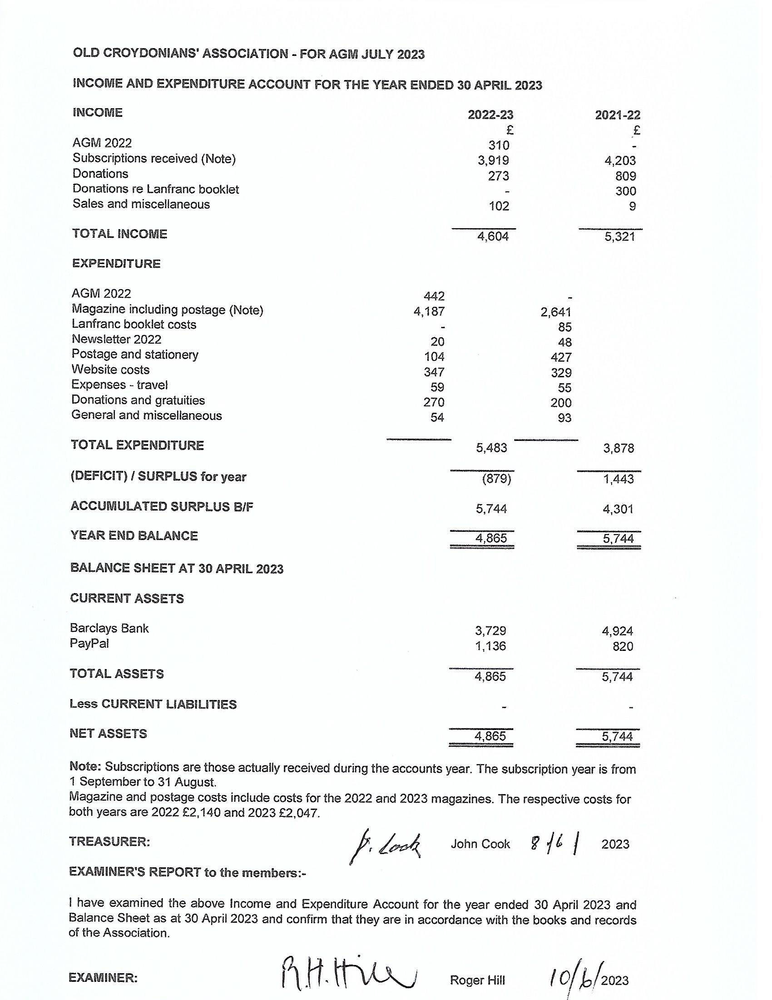 OLD CROYDONIANS' ASSOCIATION - FOR AGM JULY 2023
INCOME AND EXPENDITURE ACCOUNT FOR THE YEAR ENDED 30 APRIL 2023
INCOME 2022-23 2021-22
£ £
AGM 2022 310 -
Subscriptions received (Note) 3,919 4,203
Donations 273 809
Donations re Lanfranc booklet - 300
Sales and miscellaneous 102 9
TOTAL INCOME 4,604 5,321
EXPENDITURE
AGM 2022 442 -
Magazine including postage (Note) 4,187 2,641
Lanfranc booklet costs - 85
Newsletter 2022 20 48
Postage and stationery 104 427
Website costs 347 329
Expenses - travel 59 55
Donations and gratuities 270 200
General and miscellaneous 54 93
TOTAL EXPENDITURE 5,483 3,878
(DEFICIT) / SURPLUS for year (879) 1,443
ACCUMULATED SURPLUS B/F 5,744 4,301
YEAR END BALANCE 4,865 5,744
BALANCE SHEET AT 30 APRIL 2023
CURRENT ASSETS
Barclays Bank 3,729 4,924
PayPal 1,136 820
TOTAL ASSETS 4,865 5,744
Less CURRENT LIABILITIES - -
NET ASSETS 4,865 5,744
Note: Subscriptions are those actually received during the accounts year. The subscription year is from
1 September to 31 August.
Magazine and postage costs include costs for the 2022 and 2023 magazines. The respective costs for
both years are 2022 £2,140 and 2023 £2,047.
TREASURER: J. Cook John Cook 8/6/ 2023
EXAMINER'S REPORT to the members:-
I have examined the above Income and Expenditure Account for the year ended 30 April 2023 and
Balance Sheet as at 30 April 2023 and confirm that they are in accordance with the books and records
of the Association.
EXAMINER: R.H.Hill Roger Hill 10/6/2023